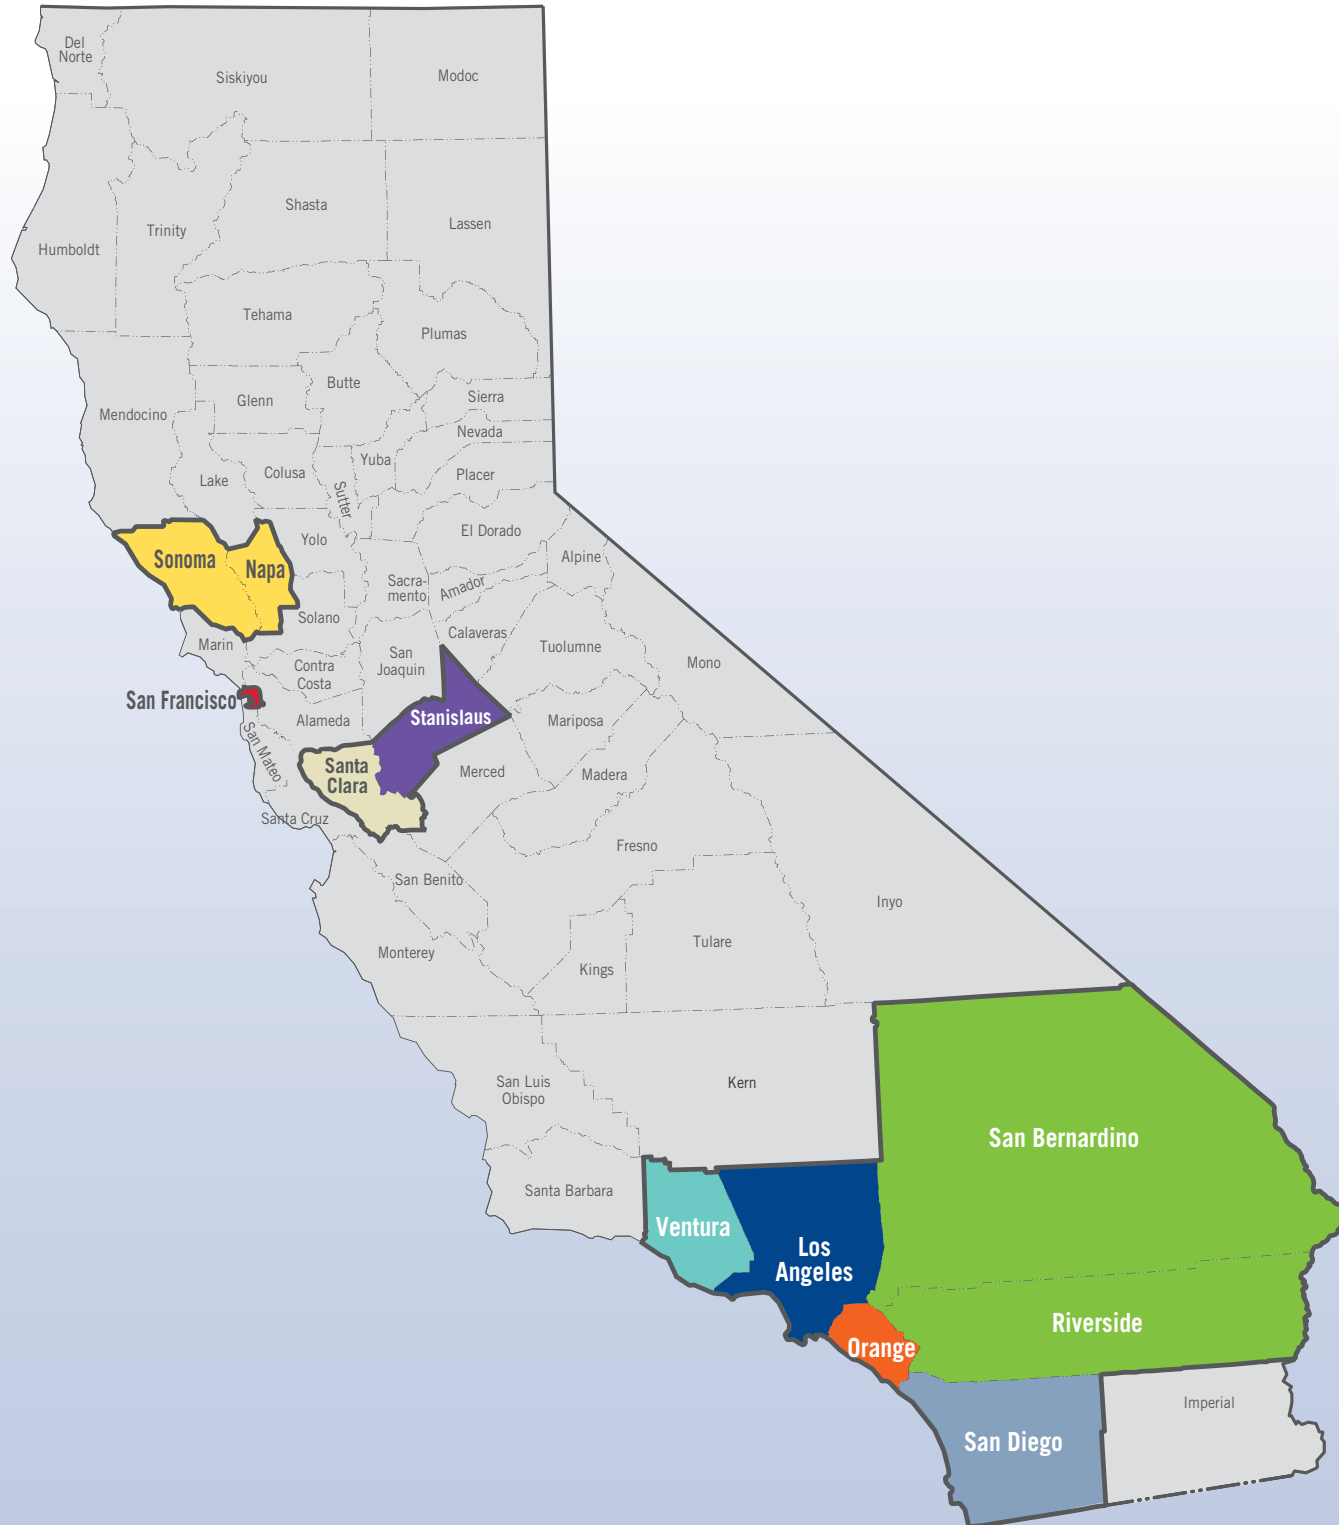 Del
Norte
Siskiyou
Modoc
Shasta
Lassen
Trinity
Humboldt
Tehama
Plumas
Butte
Glenn
Sierra
Mendocino
Nevada
Yuba
Colusa
Placer
Lake
Sutter
El Dorado
Yolo
Alpine
Sonoma
Napa
Sacra-
mento
Amador
Solano
Calaveras
Marin
Tuolumne
San
Joaquin
Mono
Contra
Costa
San Francisco
Stanislaus
Alameda
Mariposa
San Mateo
Santa
Clara
Merced
Madera
Santa Cruz
Fresno
San Benito
Inyo
Tulare
Monterey
Kings
San Luis
Obispo
Kern
San Bernardino
Santa Barbara
Ventura
Los
Angeles
Riverside
Orange
Imperial
San Diego